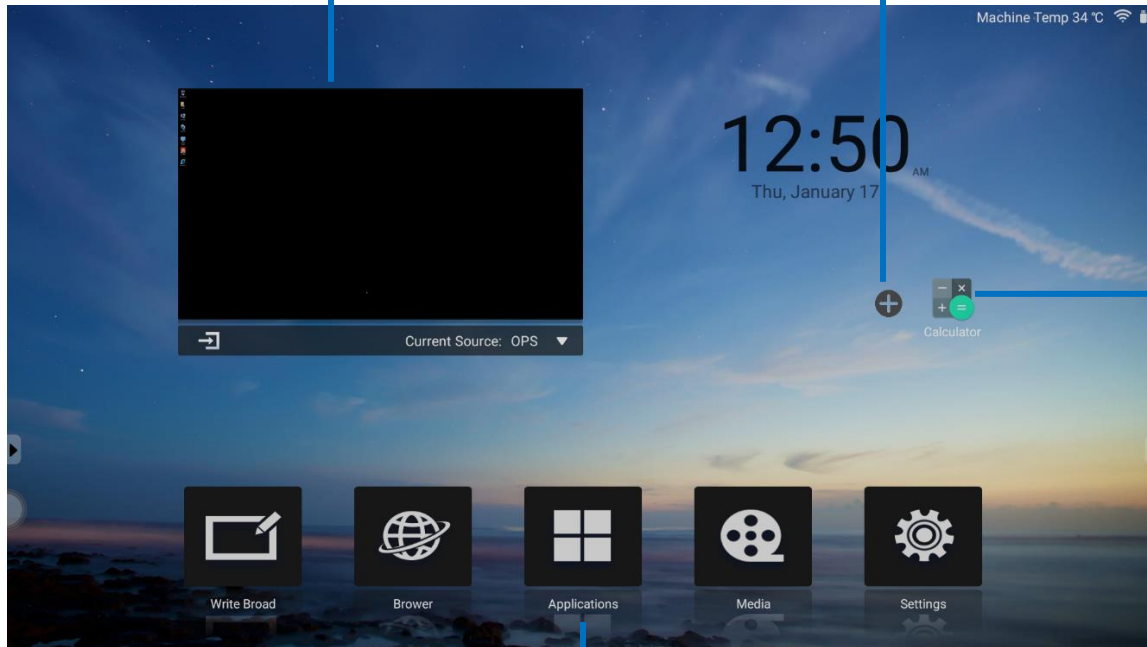 Machine Temp 34 ℃
12:50 AM
Thu, January 17
Calculator
Current Source: OPS
Write Broad
Brower
Applications
Media
Settings